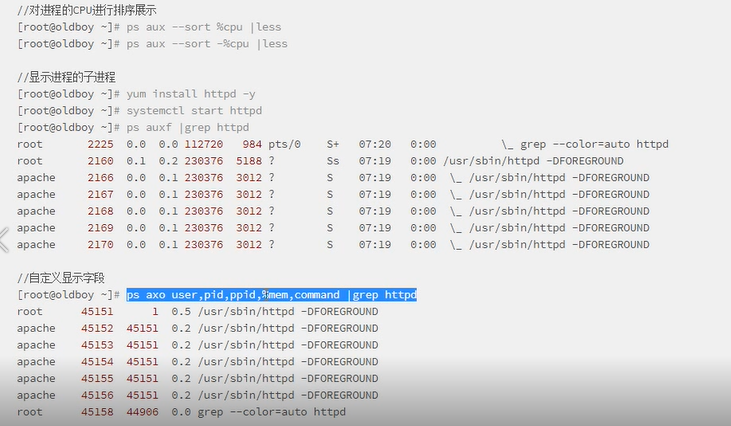 //对进程的CPU进行排序展示
[root@oldboy ~]# ps aux --sort %cpu |less
[root@oldboy ~]# ps aux --sort -%cpu |less
//显示进程的子进程
[root@oldboy ~]# yum install httpd -y
[root@oldboy ~]# systemctl start httpd
[root@oldboy ~]# ps auxf |grep httpd
root 2225 0.0 0.0 112720 984 pts/0 S+ 07:20 0:00 \_ grep --color=auto httpd
root 2160 0.1 0.2 230376 5188 ? Ss 07:19 0:00 /usr/sbin/httpd -DFOREGROUND
apache 2166 0.0 0.1 230376 3012 ? S 07:19 0:00 \_ /usr/sbin/httpd -DFOREGROUND
apache 2167 0.0 0.1 230376 3012 ? S 07:19 0:00 \_ /usr/sbin/httpd -DFOREGROUND
apache 2168 0.0 0.1 230376 3012 ? S 07:19 0:00 \_ /usr/sbin/httpd -DFOREGROUND
apache 2169 0.0 0.1 230376 3012 ? S 07:19 0:00 \_ /usr/sbin/httpd -DFOREGROUND
apache 2170 0.0 0.1 230376 3012 ? S 07:19 0:00 \_ /usr/sbin/httpd -DFOREGROUND
//自定义显示字段
[root@oldboy ~]# ps axo user,pid,ppid,%mem,command |grep httpd
root 45151 1 0.5 /usr/sbin/httpd -DFOREGROUND
apache 45152 45151 0.2 /usr/sbin/httpd -DFOREGROUND
apache 45153 45151 0.2 /usr/sbin/httpd -DFOREGROUND
apache 45154 45151 0.2 /usr/sbin/httpd -DFOREGROUND
apache 45155 45151 0.2 /usr/sbin/httpd -DFOREGROUND
apache 45156 45151 0.2 /usr/sbin/httpd -DFOREGROUND
root 45158 44906 0.0 grep --color=auto httpd